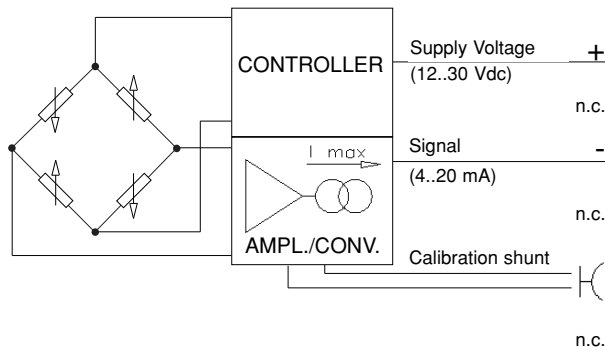 CONTROLLER
Supply Voltage +
(12..30 Vdc)
n.c.
I max
Signal -
(4..20 mA)
n.c.
AMPL./CONV.
Calibration shunt
n.c.